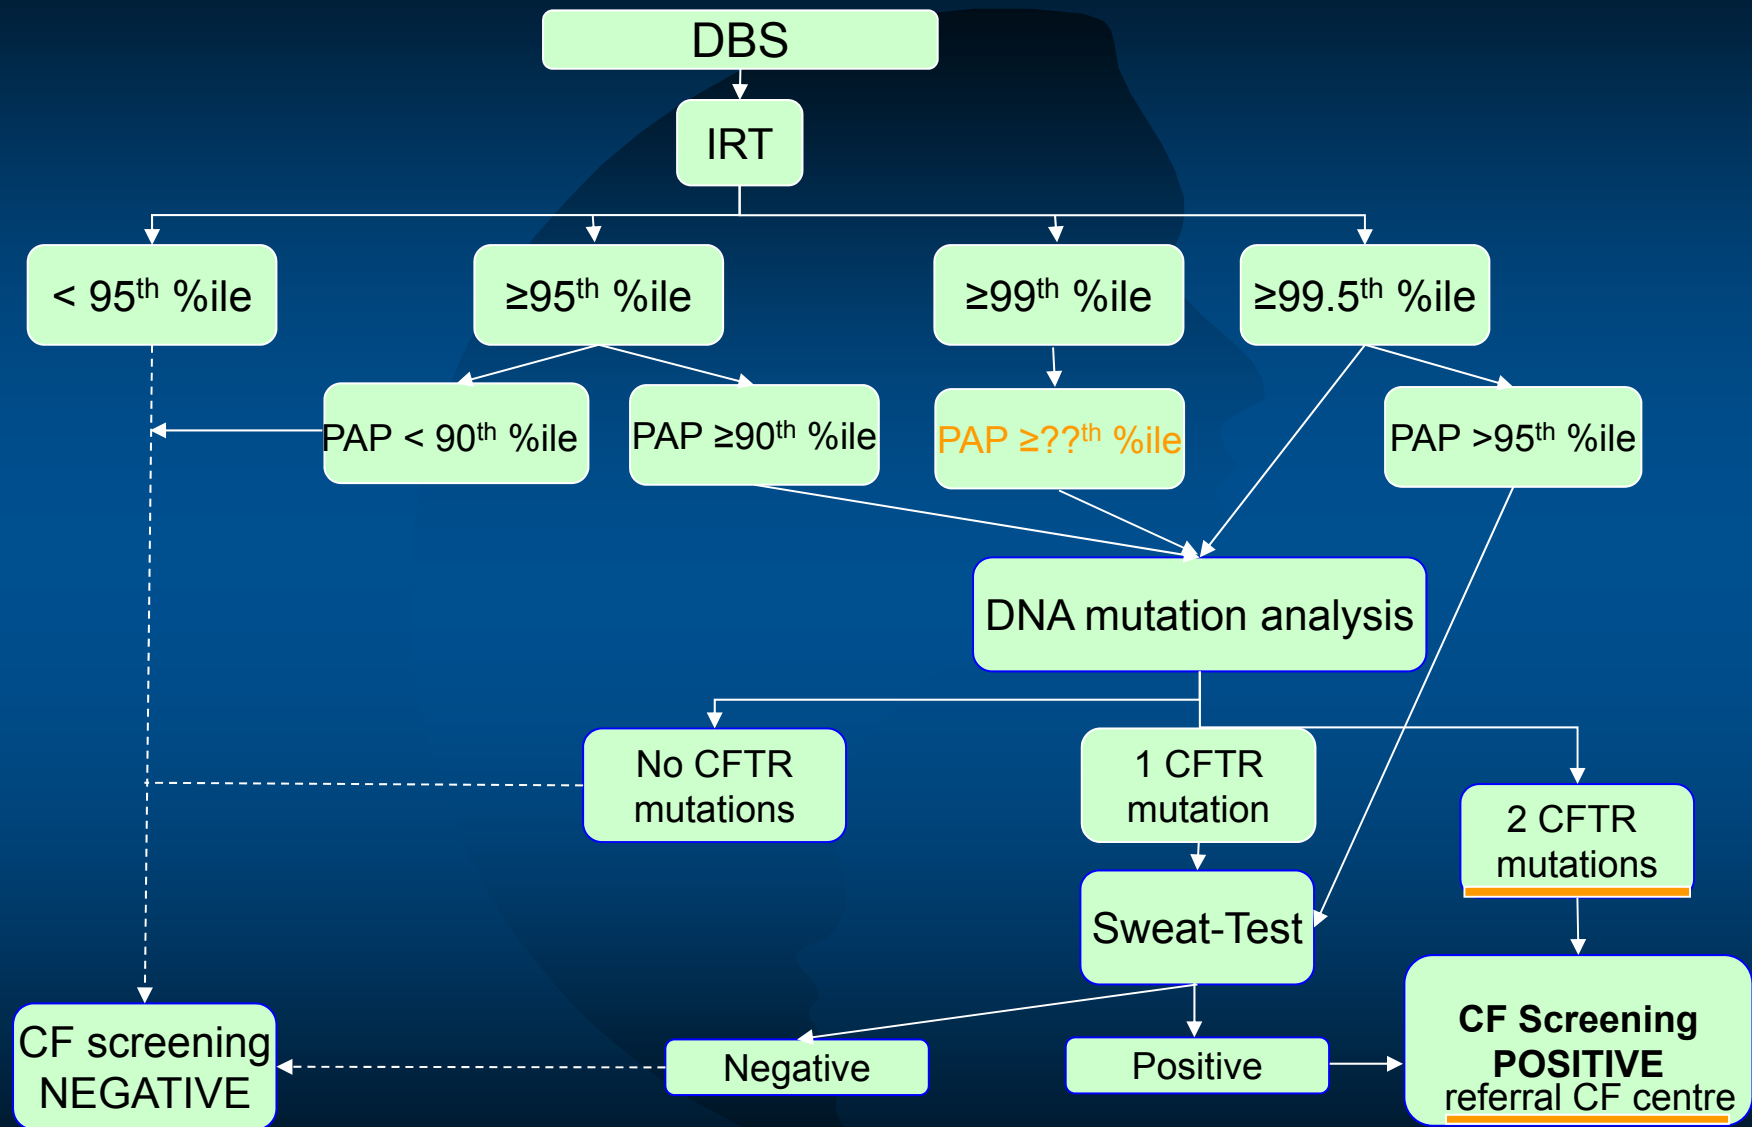 DBS
IRT
< 95th %ile
≥95th %ile
≥99th %ile
≥99.5th %ile
PAP < 90th %ile
PAP ≥90th %ile
PAP ≥??th %ile
PAP >95th %ile
DNA mutation analysis
No CFTR
mutations
1 CFTR
mutation
2 CFTR
mutations
Sweat-Test
CF screening
NEGATIVE
Negative
Positive
CF Screening
POSITIVE
referral CF centre